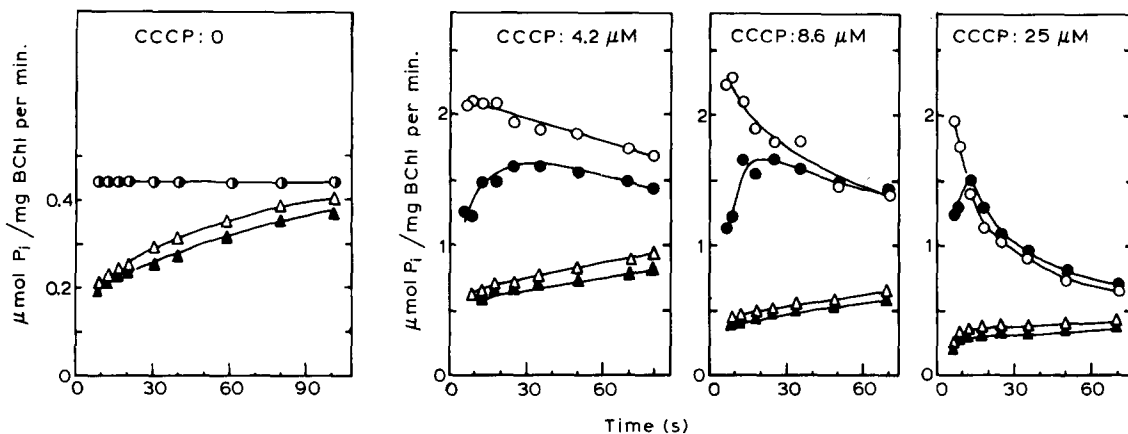 CCCP: 0
CCCP: 4.2 μM
CCCP: 8.6 μM
CCCP: 25 μM
μmol Pi / mg BChl per min.
0.4
0.2
0
μmol Pi / mg BChl per min.
2
1
0
2
1
0
2
1
0
0 30 60 90
0 30 60
0 30 60
0 30 60
Time (s)